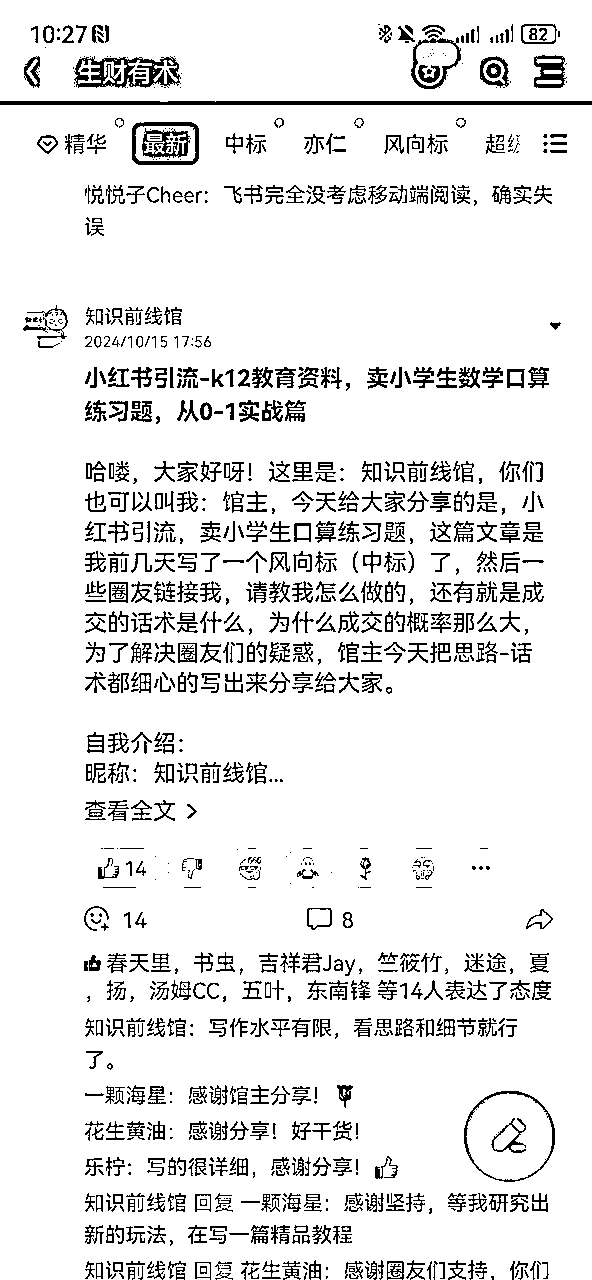 10:27 82
生财有术
精华 最新 中标 亦仁 风向标 超级
悦悦子Cheer：飞书完全没考虑移动端阅读，确实失
误
知识前线馆
2024/10/15 17:56
小红书引流-k12教育资料，卖小学生数学口算
练习题，从0-1实战篇
哈喽，大家好呀！这里是：知识前线馆，你们
也可以叫我：馆主，今天给大家分享的是，小
红书引流，卖小学生口算练习题，这篇文章是
我前几天写了一个风向标（中标）了，然后一
些圈友链接我，请教我怎么做的，还有就是成
交的话术是什么，为什么成交的概率那么大，
为了解决圈友们的疑惑，馆主今天把思路-话
术都细心的写出来分享给大家。
自我介绍：
昵称：知识前线馆...
查看全文
14
14 8
春天里，书虫，吉祥君Jay，竺筱竹，迷途，夏
，扬，汤姆CC，五叶，东南锋 等14人表达了态度
知识前线馆：写作水平有限，看思路和细节就行
了。
一颗海星：感谢馆主分享！
花生黄油：感谢分享！好干货！
乐柠：写的很详细，感谢分享！
知识前线馆 回复 一颗海星：感谢坚持，等我研究出
新的玩法，在写一篇精品教程
知识前线馆 回复 花生黄油：感谢圈友们支持，你们